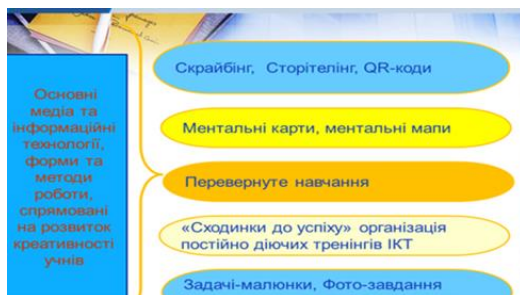 Основні
медіа та
інформаційні
технології,
форми та
методи
роботи,
спрямовані
на розвиток
креативності
учнів
Скрайбінг, Сторітелінг, QR-коди
Ментальні карти, ментальні мапи
Перевернуте навчання
«Сходинки до успіху» організація
постійно діючих тренінгів ІКТ
Задачі-малюнки, Фото-завдання